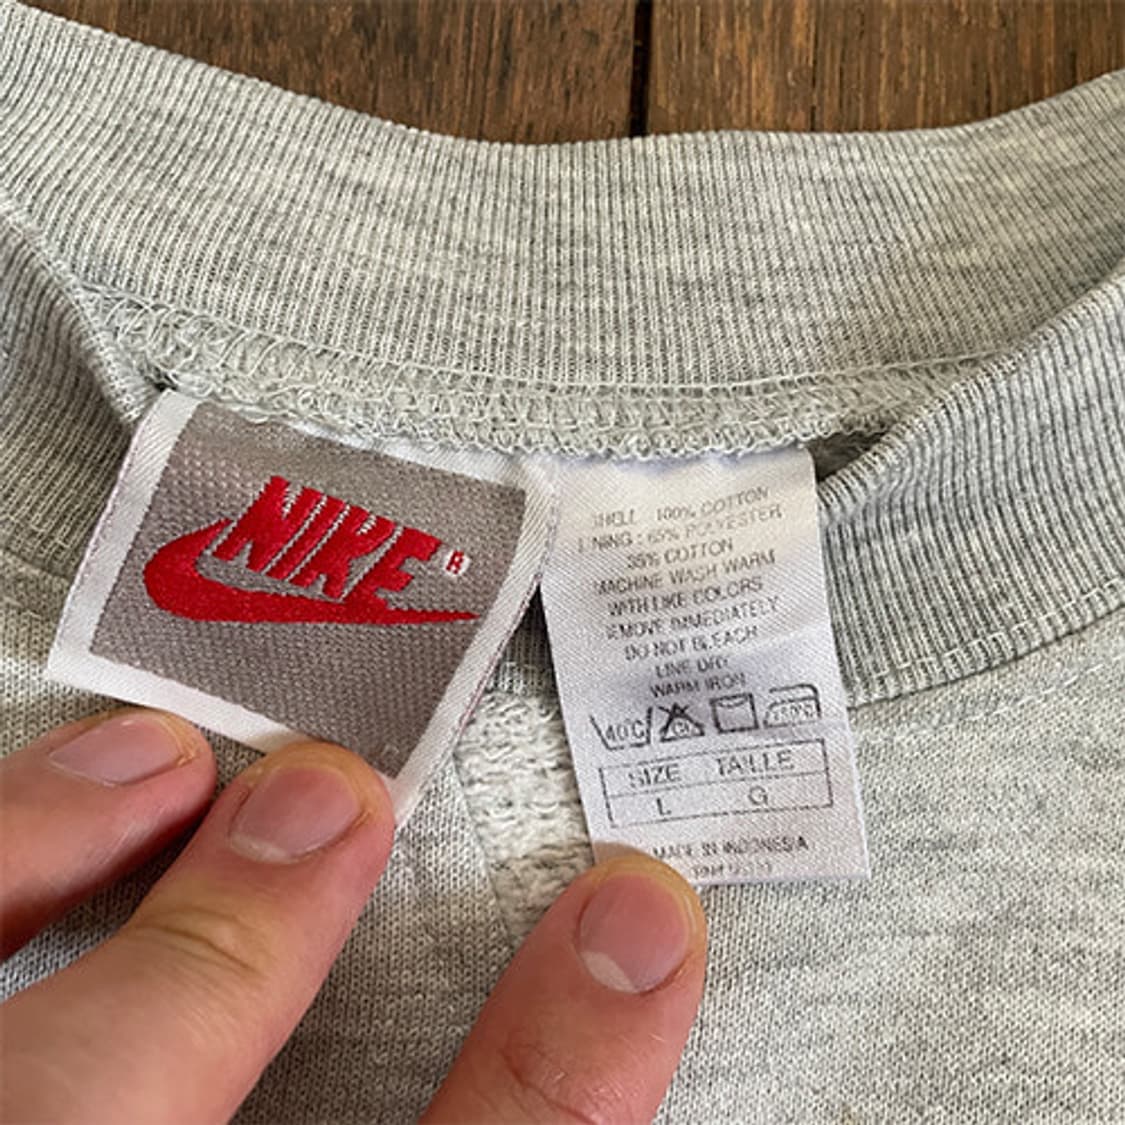 NIKE®
SHELL 100% COTTON
LINING : 65% POLYESTER
35% COTTON
MACHINE WASH WARM
WITH LIKE COLORS
REMOVE IMMEDIATELY
DO NOT BLEACH
LINE DRY
WARM IRON
40°C CL
SIZE TAILLE
L G
MADE IN INDONESIA